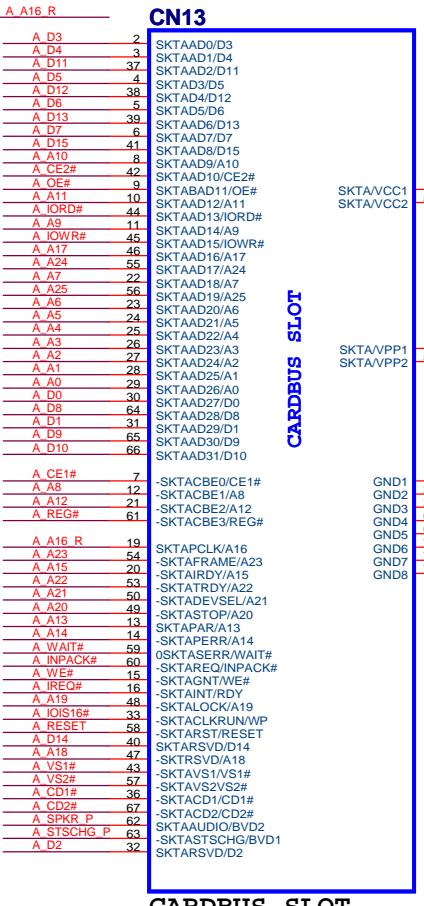 A_A16_R
CN13
A_D3 2 SKTAAD0/D3
A_D4 3 SKTAAD1/D4
A_D11 37 SKTAAD2/D11
A_D5 4 SKTAD3/D5
A_D12 38 SKTAD4/D12
A_D6 5 SKTAD5/D6
A_D13 39 SKTAAD6/D13
A_D7 6 SKTAAD7/D7
A_D15 41 SKTAAD8/D15
A_A10 8 SKTAAD9/A10
A_CE2# 42 SKTAAD10/CE2#
A_OE# 9 SKTABAD11/OE# SKTA/VCC1
A_A11 10 SKTAAD12/A11 SKTA/VCC2
A_IORD# 44 SKTAAD13/IORD#
A_A9 11 SKTAAD14/A9
A_IOWR# 45 SKTAAD15/IOWR#
A_A17 46 SKTAAD16/A17
A_A24 55 SKTAAD17/A24
A_A7 22 SKTAAD18/A7
A_A25 56 SKTAAD19/A25
A_A6 23 SKTAAD20/A6
A_A5 24 SKTAAD21/A5
A_A4 25 SKTAAD22/A4
A_A3 26 SKTAAD23/A3 SKTA/VPP1
A_A2 27 SKTAAD24/A2 SKTA/VPP2
A_A1 28 SKTAAD25/A1
A_A0 29 SKTAAD26/A0
A_D0 30 SKTAAD27/D0
A_D8 64 SKTAAD28/D8
A_D1 31 SKTAAD29/D1
A_D9 65 SKTAAD30/D9
A_D10 66 SKTAAD31/D10
CARDBUS SLOT
A_CE1# 7 -SKTACBE0/CE1# GND1
A_A8 12 -SKTACBE1/A8 GND2
A_A12 21 -SKTACBE2/A12 GND3
A_REG# 61 -SKTACBE3/REG# GND4
GND5
A_A16_R 19 SKTAPCLK/A16 GND6
A_A23 54 -SKTAFRAME/A23 GND7
A_A15 20 -SKTAIRDY/A15 GND8
A_A22 53 -SKTATRDY/A22
A_A21 50 -SKTADEVSEL/A21
A_A20 49 -SKTASTOP/A20
A_A13 13 SKTAPAR/A13
A_A14 14 -SKTAPERR/A14
A_WAIT# 59 0SKTASERR/WAIT#
A_INPACK# 60 -SKTAREQ/INPACK#
A_WE# 15 -SKTAGNT/WE#
A_IREQ# 16 -SKTAINT/RDY
A_A19 48 -SKTALOCK/A19
A_IOIS16# 33 -SKTACLKRUN/WP
A_RESET 58 -SKTARST/RESET
A_D14 40 SKTARSVD/D14
A_A18 47 -SKTRSVD/A18
A_VS1# 43 -SKTAVS1/VS1#
A_VS2# 57 -SKTAVS2VS2#
A_CD1# 36 -SKTACD1/CD1#
A_CD2# 67 -SKTACD2/CD2#
A_SPKR_P 62 SKTAAUDIO/BVD2
A_STSCHG_P 63 -SKTASTSCHG/BVD1
A_D2 32 SKTARSVD/D2
CARDBUS SLOT